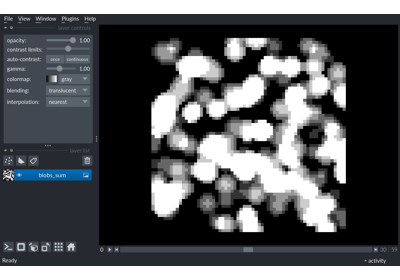 File View Window Plugins Help
layer controls
opacity: 1.00
contrast limits:
auto-contrast: once continuous
gamma: 1.00
colormap: gray
blending: translucent
interpolation: nearest
layer list
blobs_sum
0 30 59
Ready activity